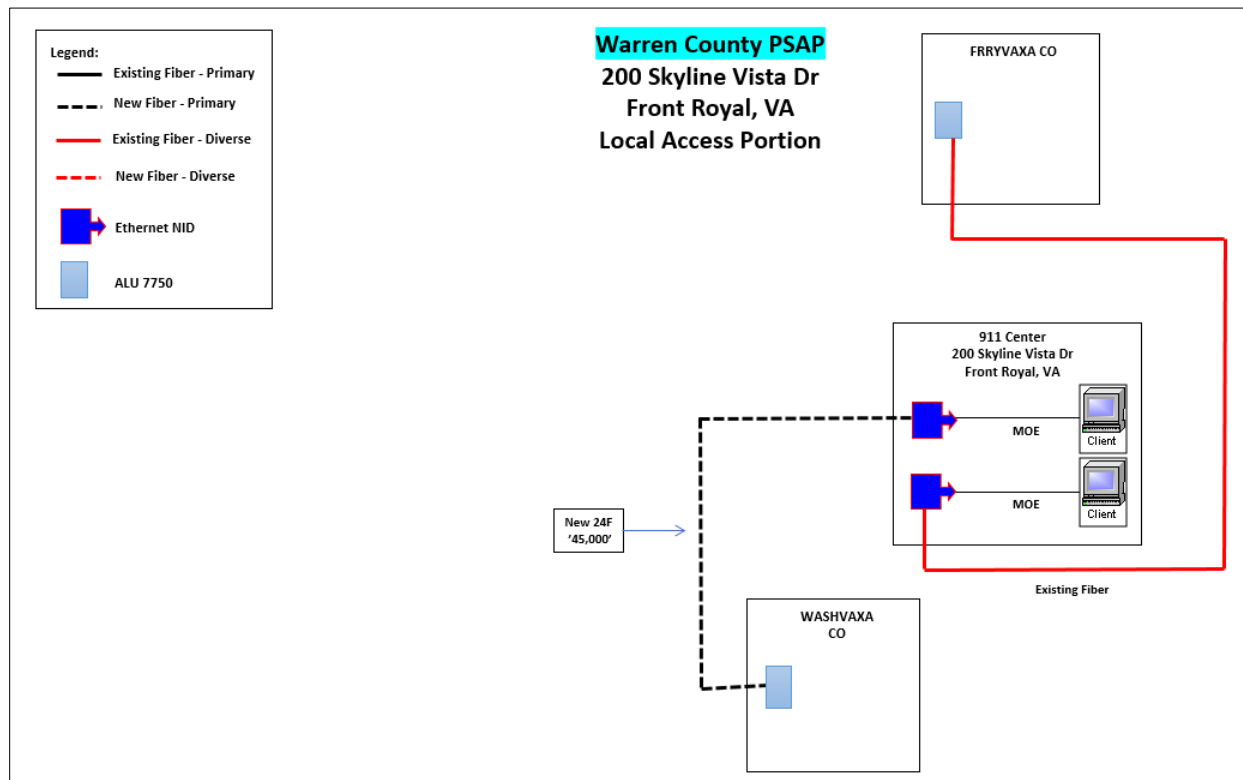 Legend:
Existing Fiber - Primary
New Fiber - Primary
Existing Fiber - Diverse
New Fiber - Diverse
Ethernet NID
ALU 7750
Warren County PSAP
200 Skyline Vista Dr
Front Royal, VA
Local Access Portion
FRRYVAXA CO
911 Center
200 Skyline Vista Dr
Front Royal, VA
MOE
Client
MOE
Client
New 24F
'45,000'
Existing Fiber
WASHVAXA
CO